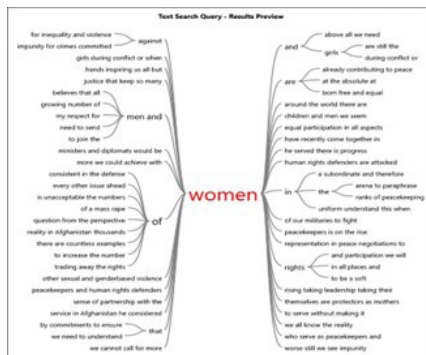 Text Search Query - Results Preview
for inequality and violence
impunity for crimes committed
against
girls during conflict or when
hands inspiring us all but
justice that keep so many
believes that all
growing number of
my respect for
need to send
to join the
men and
ministers and diplomats would be
more we could achieve with
consistent in the defense
every other issue ahead
is unacceptable the numbers
of a mass rape
question from the perspective
reality in Afghanistan thousands
there are countless examples
to increase the number
trading away the rights
of
other sexual and genderbased violence
peacekeepers and human rights defenders
sense of partnership with the
service in Afghanistan he considered
by commitments to ensure
we need to understand
that
we cannot call for more
women
and
above all we need
girls
are still the
during conflict or
are
already contributing to peace
at the absolute at
born free and equal
around the world there are
children and men we seem
equal participation in all aspects
have recently come together in
he served there is progress
human rights defenders are attacked
in
a subordinate and therefore
the
arena to paraphrase
ranks of peacekeeping
uniform understand this when
of our militaries to fight
peacekeepers is on the rise
representation in peace negotiations to
rights
and participation we will
in all places and
to be a soft
rising taking leadership taking their
themselves are protectors as mothers
to serve without making it
we all know the reality
who serve as peacekeepers and
worse still we see impunity